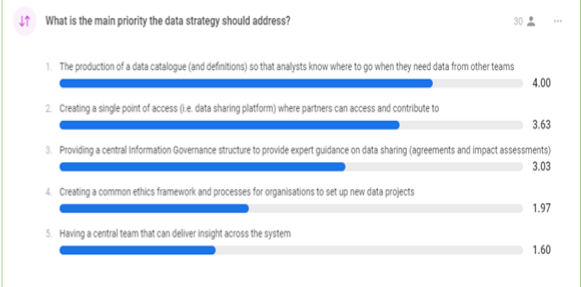 What is the main priority the data strategy should address?
30
1. The production of a data catalogue (and definitions) so that analysts know where to go when they need data from other teams
4.00
2. Creating a single point of access (i.e. data sharing platform) where partners can access and contribute to
3.63
3. Providing a central Information Governance structure to provide expert guidance on data sharing (agreements and impact assessments)
3.03
4. Creating a common ethics framework and processes for organisations to set up new data projects
1.97
5. Having a central team that can deliver insight across the system
1.60